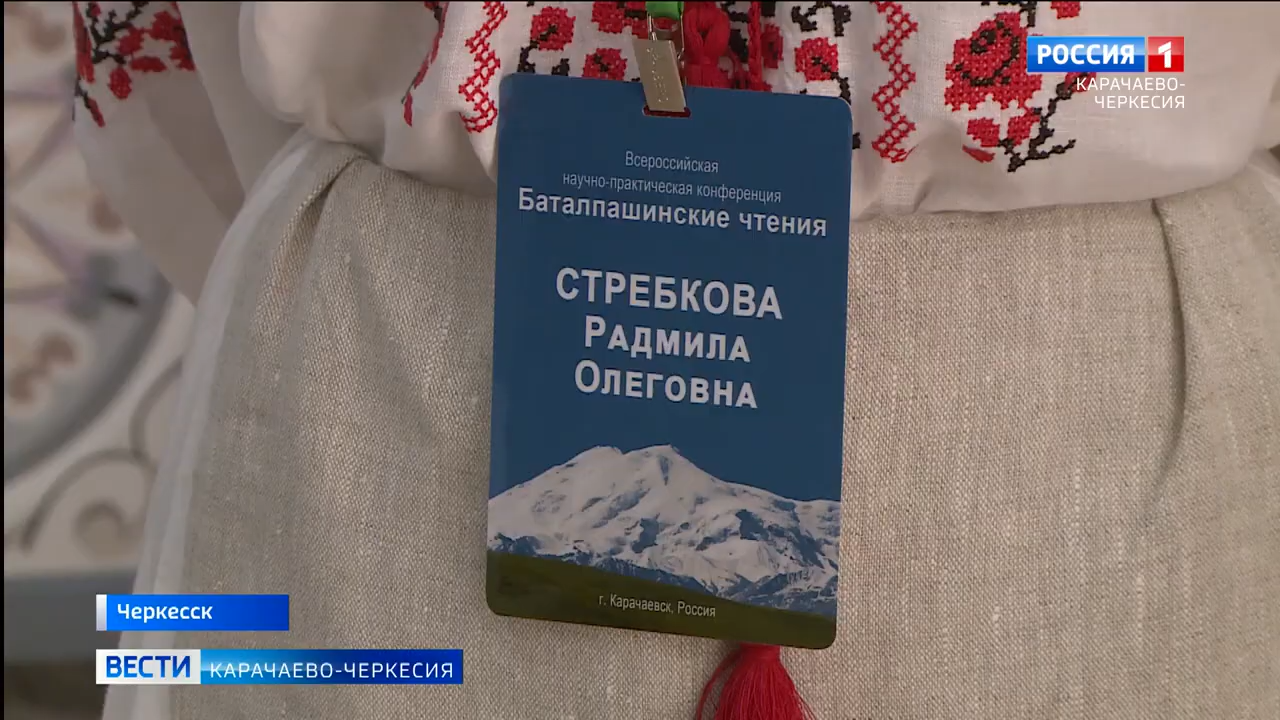 РОССИЯ 1
КАРАЧАЕВО-
ЧЕРКЕСИЯ
Всероссийская
научно-практическая конференция
Баталпашинские чтения
СТРЕБКОВА
РАДМИЛА
ОЛЕГОВНА
г. Карачаевск, Россия
Черкесск
ВЕСТИ КАРАЧАЕВО-ЧЕРКЕСИЯ